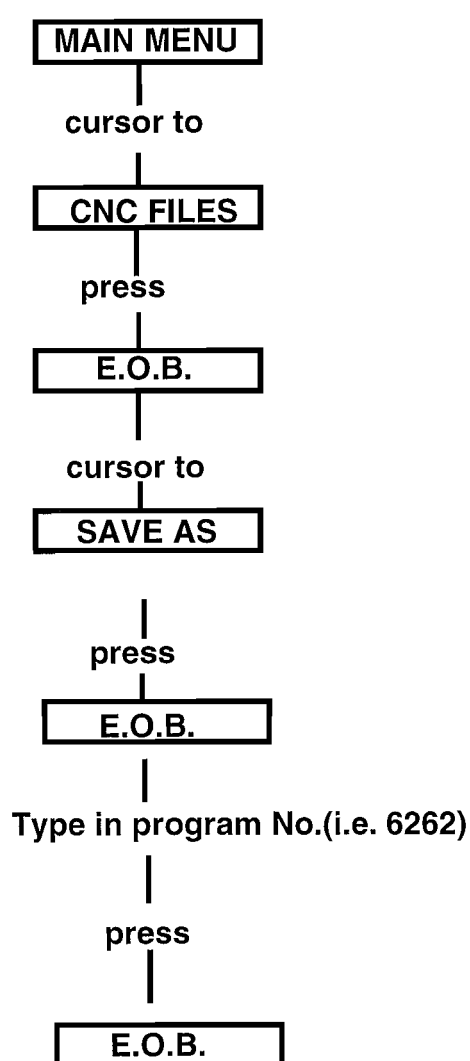 MAIN MENU
cursor to
CNC FILES
press
E.O.B.
cursor to
SAVE AS
press
E.O.B.
Type in program No.(i.e. 6262)
press
E.O.B.